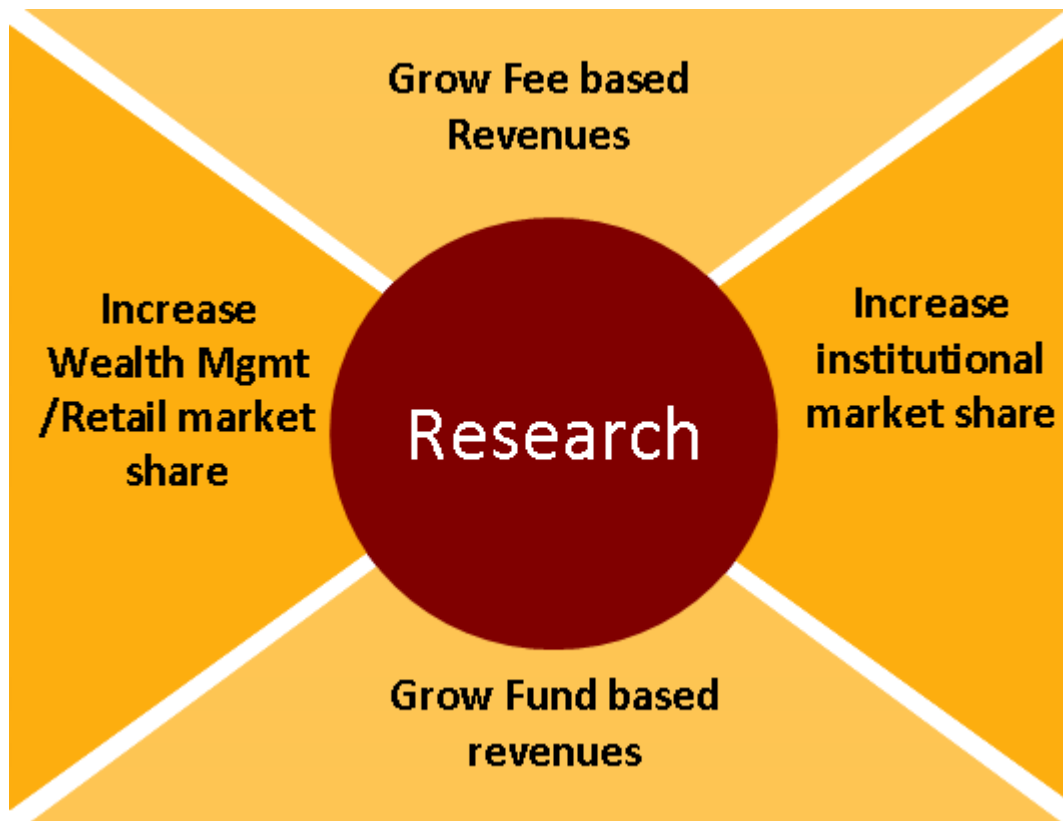 Grow Fee based
Revenues
Increase
Wealth Mgmt
/Retail market
share
Research
Increase
institutional
market share
Grow Fund based
revenues